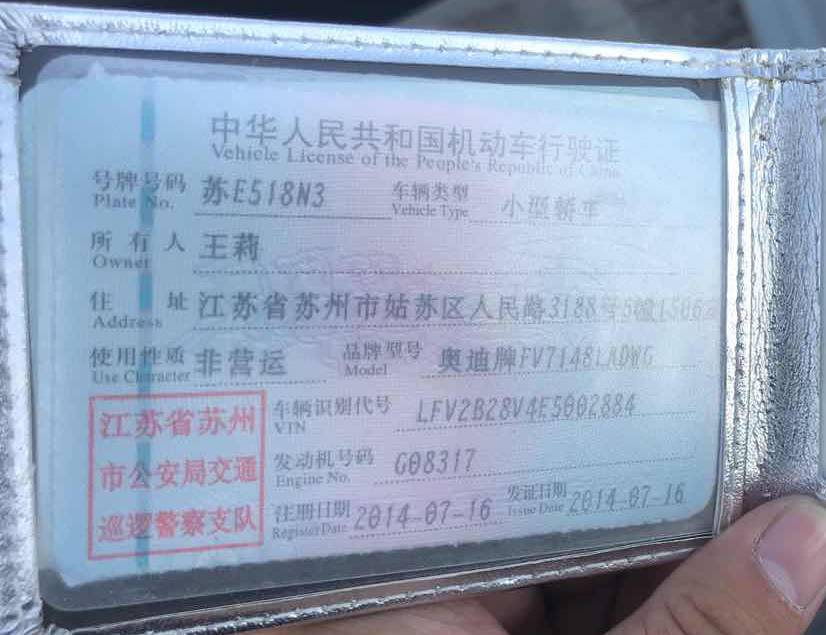 中华人民共和国机动车行驶证
Vehicle License of the People's Republic of China
号牌号码 苏E518N3 车辆类型 小型轿车
Plate No. Vehicle Type
所有人 王莉
Owner
住址 江苏省苏州市姑苏区人民路3188号
Address
使用性质 非营运 品牌型号 奥迪牌FV7148LADWG
Use Character Model
江苏省苏州
市公安局交通
巡逻警察支队
车辆识别代号 LFV2B28V4E5002884
VIN
发动机号码 G08317
Engine No.
注册日期 2014-07-16 发证日期 2014-07-16
Register Date Issue Date